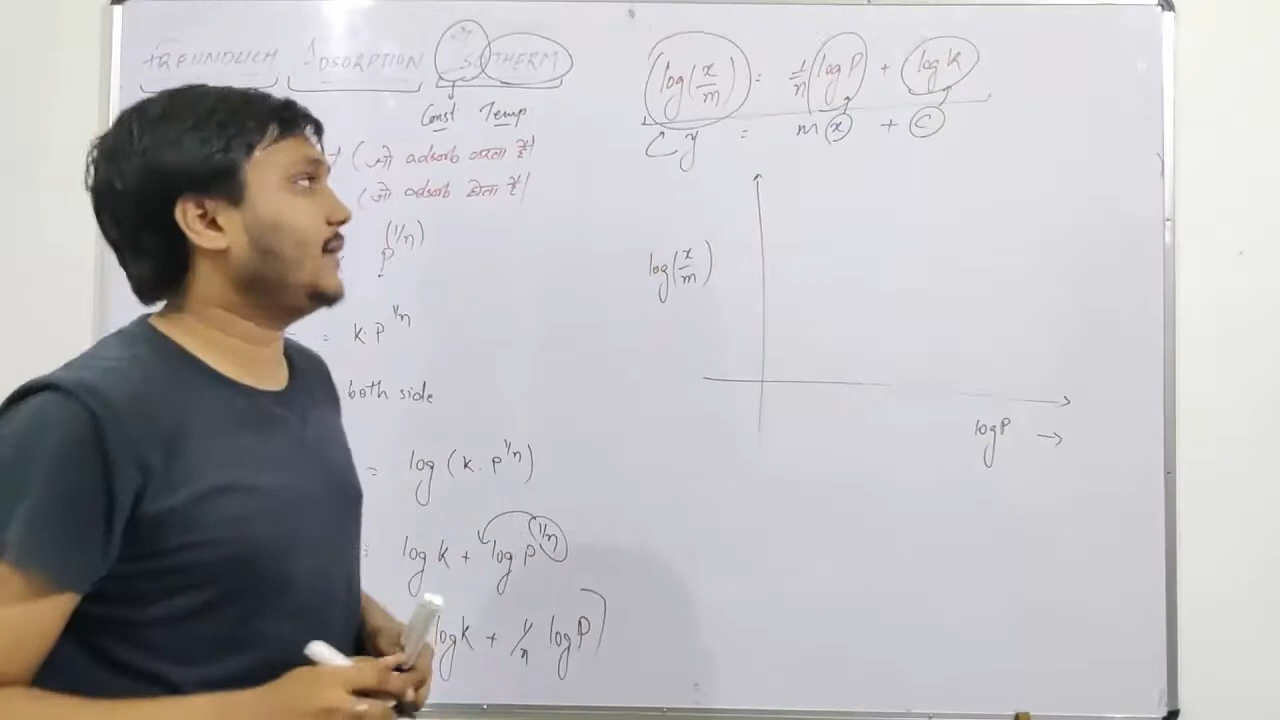 FREUNDLICH ADSORPTION ISOTHERM
Const Temp
(जो adsorb करता है)
(जो adsorb होता है)
P^(1/n)
= K.P^1/n
both side
= log (K.P^1/n)
= log K + log P^1/n
log K + 1/n log P
log(x/m) = 1/n log P + log K
y = mx + C
log(x/m)
log P →